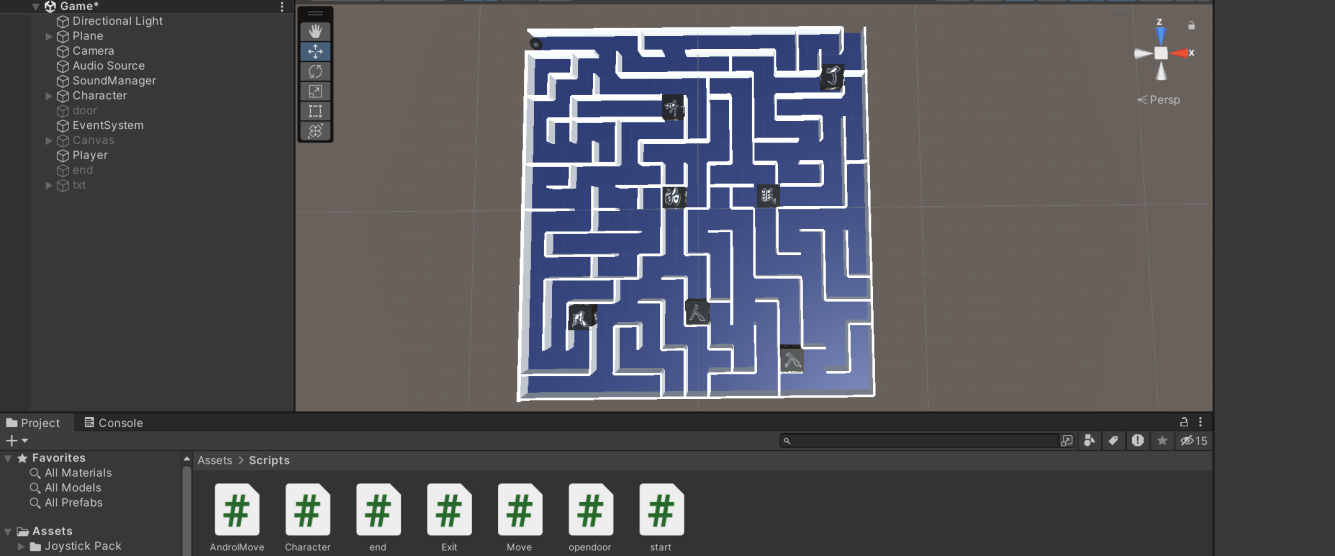 Game*
Directional Light
Plane
Camera
Audio Source
SoundManager
Character
door
EventSystem
Canvas
Player
end
txt
z
x
Persp
Project
Console
15
Favorites
All Materials
All Models
All Prefabs
Assets
Joystick Pack
Assets > Scripts
AndroIMove
Character
end
Exit
Move
opendoor
start